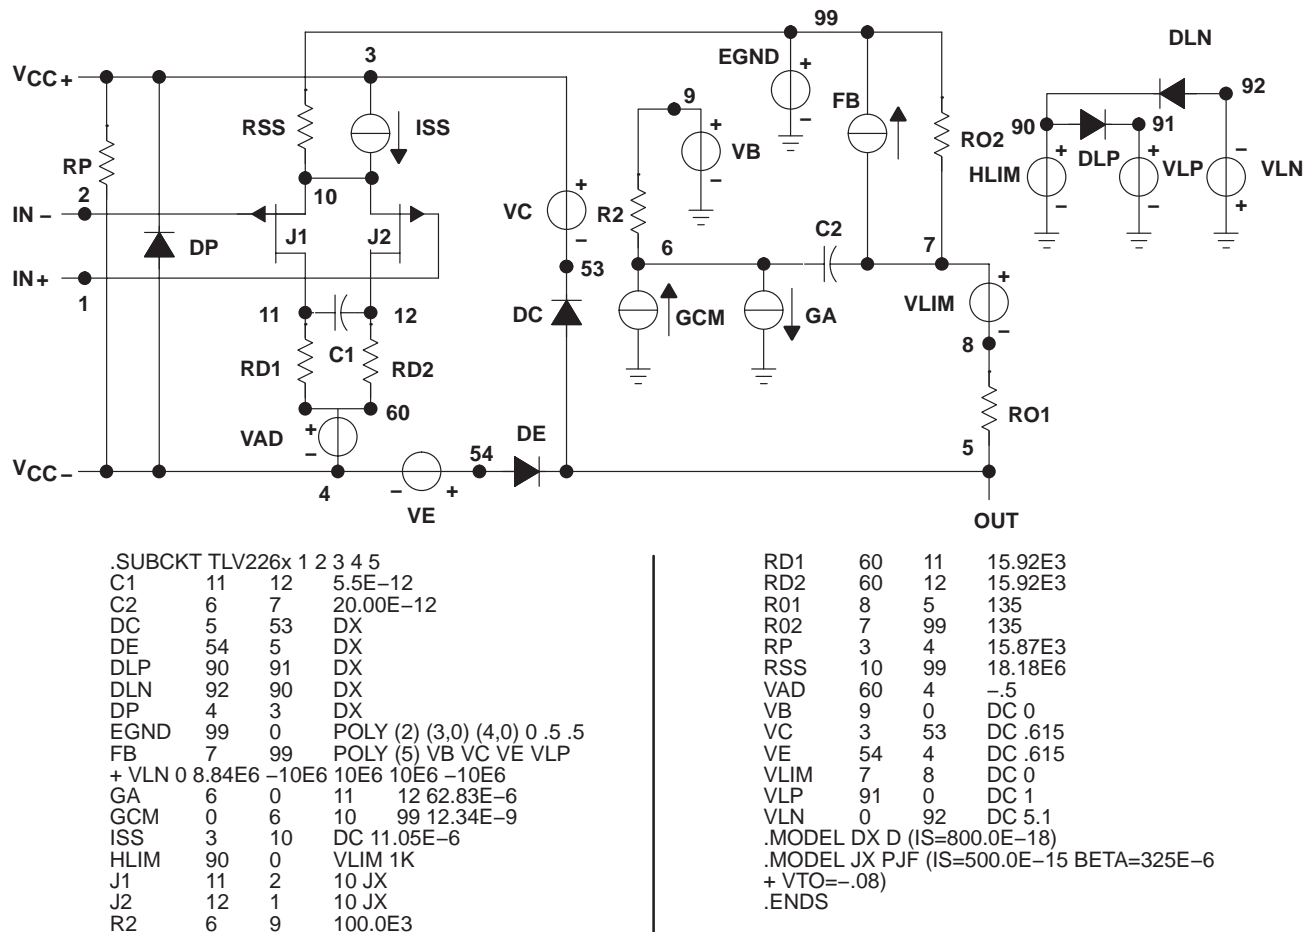 99
DLN
3
EGND
+
−
VCC+
FB
92
9
RSS
ISS
+
−
VB
RO2
90
91
RP
10
DLP
HLIM
+
−
+
−
VLP
−
+
VLN
2
IN −
J1
J2
+
−
VC
R2
C2
DP
6
7
IN+
1
53
+
−
VLIM
11
12
C1
DC
GCM
GA
8
RD1
RD2
60
RO1
VAD
+
−
DE
54
5
VCC−
4
−
+
VE
OUT
.SUBCKT TLV226x 1 2 3 4 5
C1 11 12 5.5E−12
C2 6 7 20.00E−12
DC 5 53 DX
DE 54 5 DX
DLP 90 91 DX
DLN 92 90 DX
DP 4 3 DX
EGND 99 0 POLY (2) (3,0) (4,0) 0 .5 .5
FB 7 99 POLY (5) VB VC VE VLP
+ VLN 0 8.84E6 −10E6 10E6 10E6 −10E6
GA 6 0 11 12 62.83E−6
GCM 0 6 10 99 12.34E−9
ISS 3 10 DC 11.05E−6
HLIM 90 0 VLIM 1K
J1 11 2 10 JX
J2 12 1 10 JX
R2 6 9 100.0E3
RD1 60 11 15.92E3
RD2 60 12 15.92E3
R01 8 5 135
R02 7 99 135
RP 3 4 15.87E3
RSS 10 99 18.18E6
VAD 60 4 −.5
VB 9 0 DC 0
VC 3 53 DC .615
VE 54 4 DC .615
VLIM 7 8 DC 0
VLP 91 0 DC 1
VLN 0 92 DC 5.1
.MODEL DX D (IS=800.0E−18)
.MODEL JX PJF (IS=500.0E−15 BETA=325E−6
+ VTO=−.08)
.ENDS